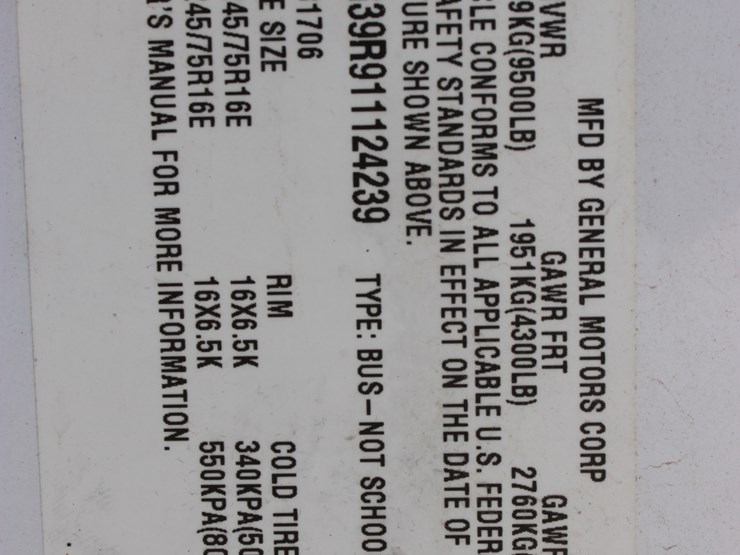 MFD BY GENERAL MOTORS CORP
VWR GAWR FRT GAWR
9KG(9500LB) 1951KG(4300LB) 2760KG(
LE CONFORMS TO ALL APPLICABLE U.S. FEDER
AFETY STANDARDS IN EFFECT ON THE DATE OF
URE SHOWN ABOVE.
39R911124239 TYPE: BUS-NOT SCHOO
1706
E SIZE RIM COLD TIRE
45/75R16E 16X6.5K 340KPA(50
45/75R16E 16X6.5K 550KPA(80
'S MANUAL FOR MORE INFORMATION.